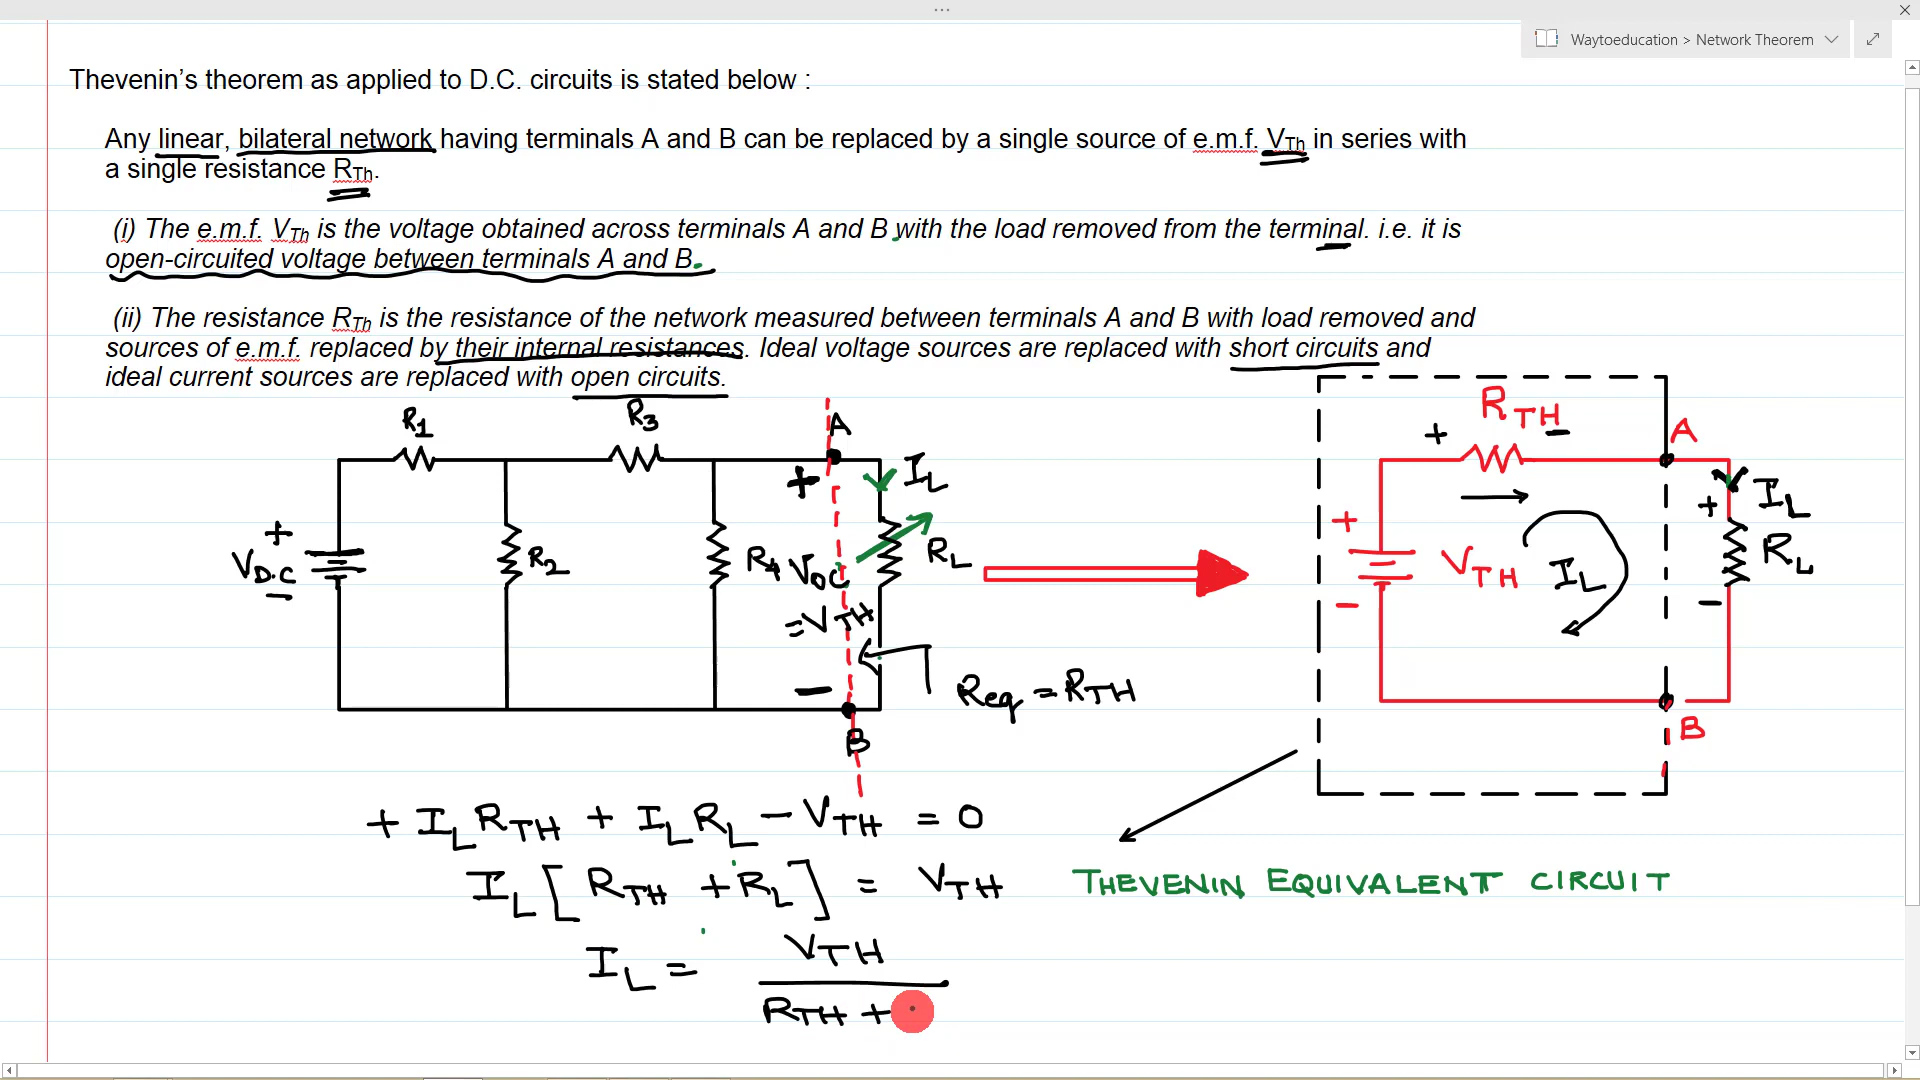 Waytoeducation > Network Theorem
Thevenin's theorem as applied to D.C. circuits is stated below :
Any linear, bilateral network having terminals A and B can be replaced by a single source of e.m.f. VTh in series with
a single resistance RTh.
(i) The e.m.f. VTh is the voltage obtained across terminals A and B with the load removed from the terminal. i.e. it is
open-circuited voltage between terminals A and B.
(ii) The resistance RTh is the resistance of the network measured between terminals A and B with load removed and
sources of e.m.f. replaced by their internal resistances. Ideal voltage sources are replaced with short circuits and
ideal current sources are replaced with open circuits.
R1 R3 A
+ IL
+ VD.C
R2
R4
VOC
= VTH
RL
−
B
Req = RTH
RTH
+
A
+
VTH
−
IL
+ IL
RL
−
B
+ IL RTH + IL RL − VTH = 0
IL [ RTH + RL ] = VTH
THEVENIN EQUIVALENT CIRCUIT
IL = VTH
RTH +